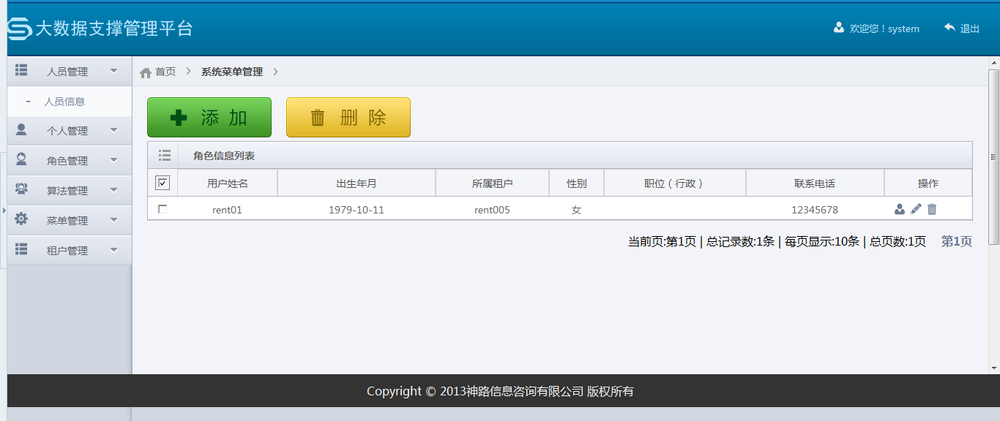 大数据支撑管理平台
欢迎您！system 退出
人员管理
- 人员信息
个人管理
角色管理
算法管理
菜单管理
租户管理
首页 > 系统菜单管理 >
添 加 删 除
角色信息列表
用户姓名 出生年月 所属租户 性别 职位（行政） 联系电话 操作
rent01 1979-10-11 rent005 女 12345678
当前页:第1页 | 总记录数:1条 | 每页显示:10条 | 总页数:1页 第1页
Copyright © 2013神路信息咨询有限公司 版权所有